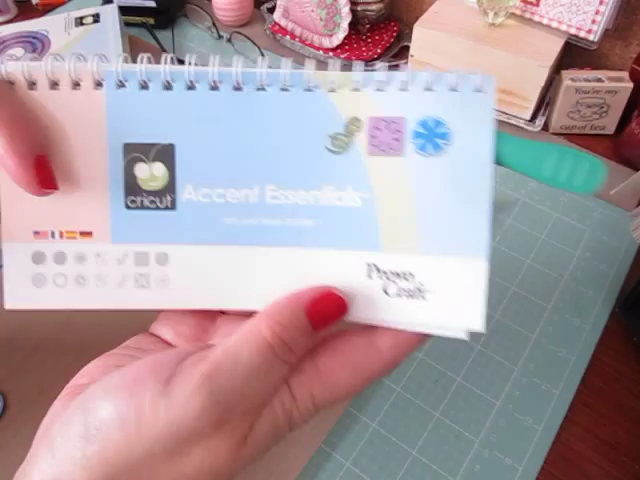 cricut
Accent Essentials
Provo
Craft
You're my
cup of tea